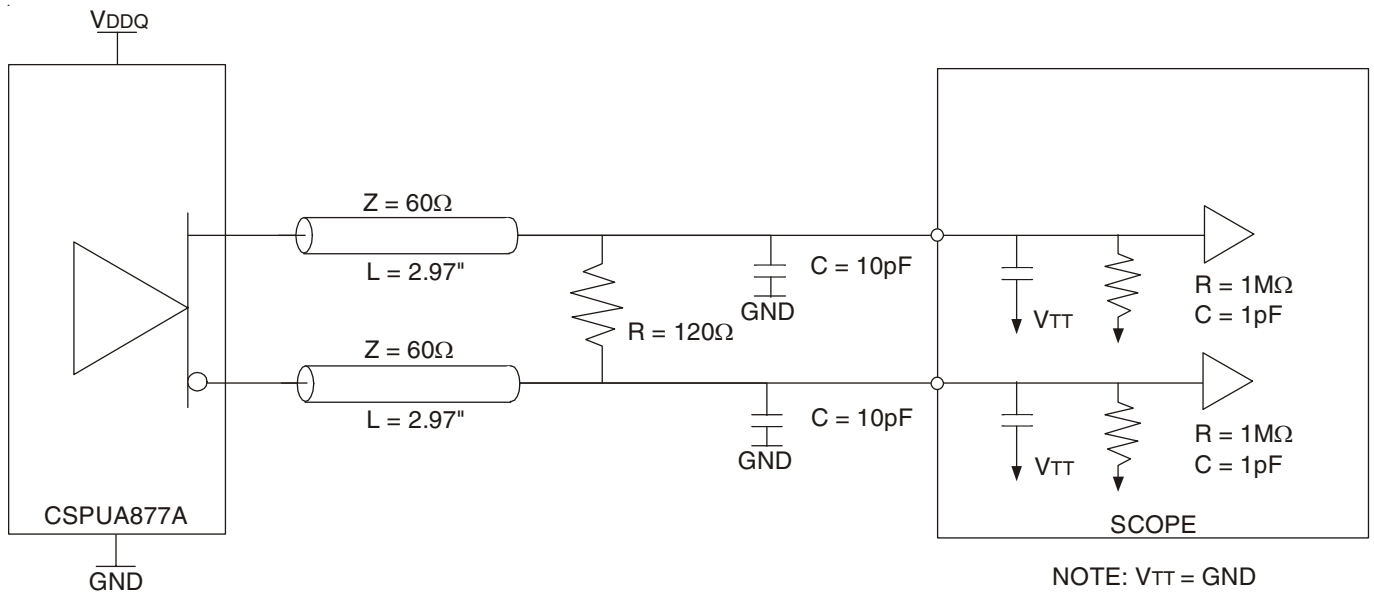 VDDQ
Z = 60Ω
L = 2.97"
C = 10pF
GND
R = 120Ω
VTT
R = 1MΩ
C = 1pF
Z = 60Ω
L = 2.97"
C = 10pF
GND
VTT
R = 1MΩ
C = 1pF
CSPUA877A
SCOPE
GND
NOTE: VTT = GND